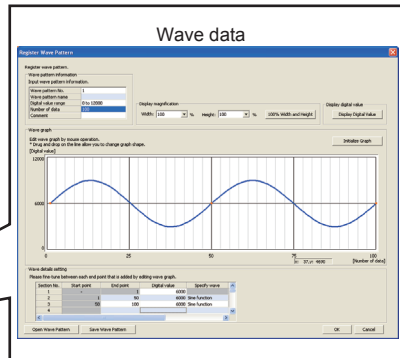 Wave data
Register Wave Pattern
Register wave pattern.
Wave pattern information
Input wave pattern information.
Wave pattern No. 1
Wave pattern name
Digital value range 0 to 12000
Number of data 100
Comment
Display magnification
Width: 100 % Height: 100 % 100% Width and Height
Display digital value
Display Digital Value
Wave graph
Edit wave graph by mouse operation.
* Drag and drop on the line allow you to change graph shape.
Initialize Graph
[Digital value]
12000
6000
0
0 25 50 75 100
x: 37,y: 4690 [Number of data]
Wave details setting
Please fine tune between each end point that is added by editing wave graph.
Section No. Start point End point Digital value Specify wave
1 - 1 6000
2 1 50 6000 Sine function
3 50 100 6000 Sine function
4
Open Wave Pattern Save Wave Pattern OK Cancel